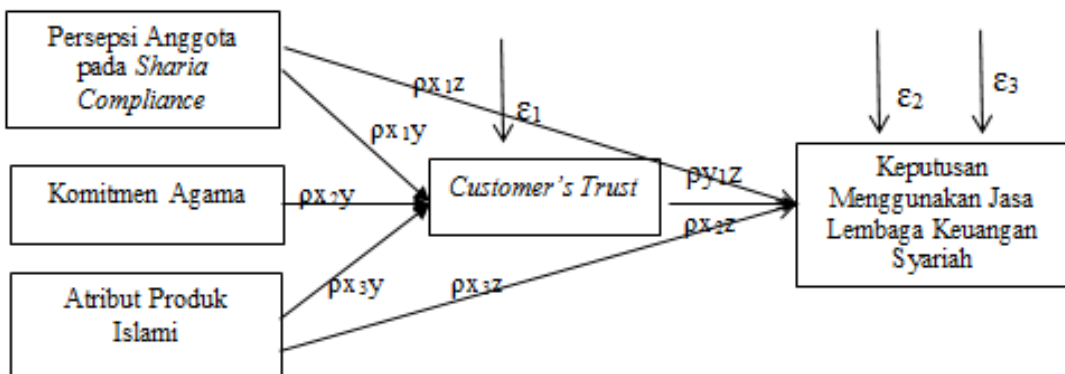 Persepsi Anggota
pada Sharia
Compliance
ρx₁z
ε₁
ε₂
ε₃
ρx₁y
Komitmen Agama
ρx₂y
Customer's Trust
ρy₁z
Keputusan
Menggunakan Jasa
Lembaga Keuangan
Syariah
ρx₂z
ρx₃y
ρx₃z
Atribut Produk
Islami